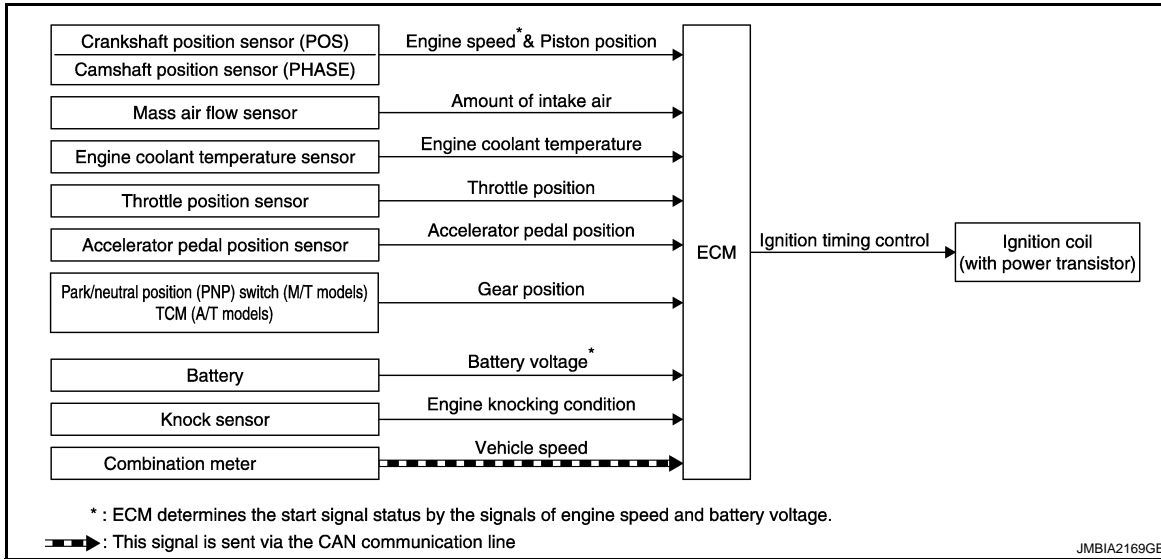 Crankshaft position sensor (POS)
Camshaft position sensor (PHASE)
Engine speed* & Piston position
Mass air flow sensor
Amount of intake air
Engine coolant temperature sensor
Engine coolant temperature
Throttle position sensor
Throttle position
Accelerator pedal position sensor
Accelerator pedal position
Park/neutral position (PNP) switch (M/T models)
TCM (A/T models)
Gear position
Battery
Battery voltage*
Knock sensor
Engine knocking condition
Combination meter
Vehicle speed
ECM
Ignition timing control
Ignition coil
(with power transistor)
* : ECM determines the start signal status by the signals of engine speed and battery voltage.
: This signal is sent via the CAN communication line
JMBIA2169GB